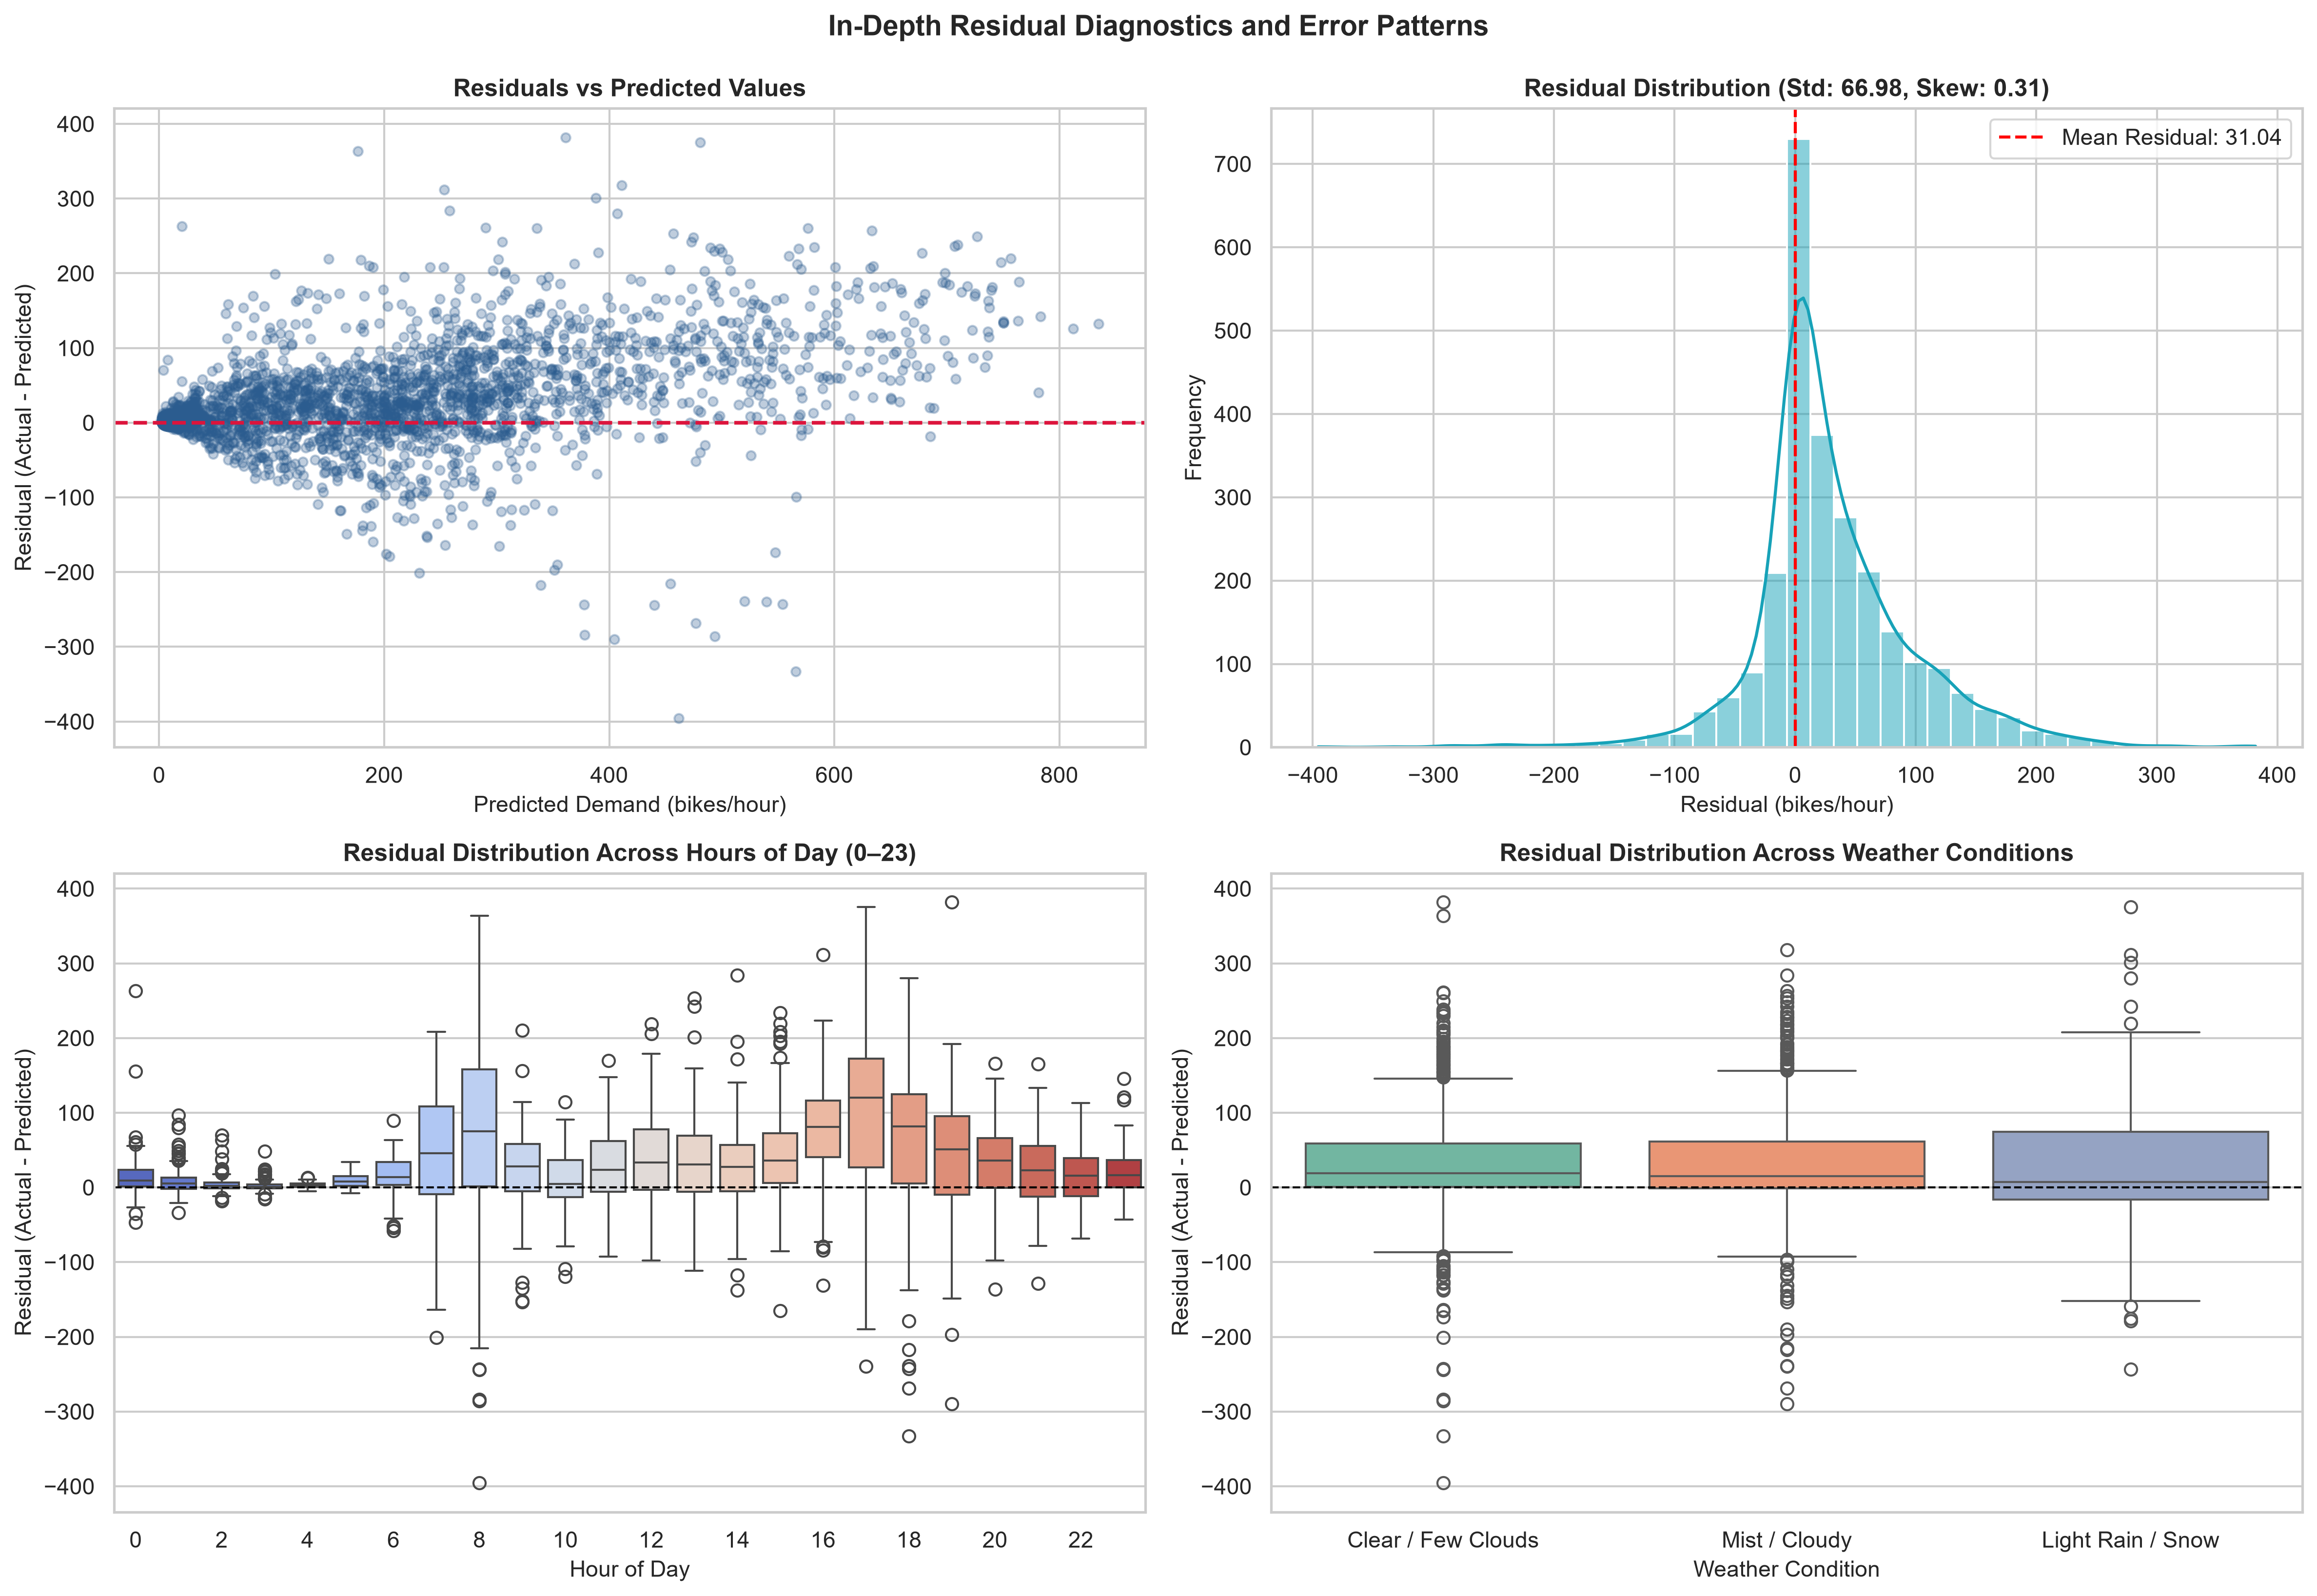 In-Depth Residual Diagnostics and Error Patterns
Residuals vs Predicted Values
400
300
200
100
0
−100
−200
−300
−400
Residual (Actual - Predicted)
0 200 400 600 800
Predicted Demand (bikes/hour)
Residual Distribution (Std: 66.98, Skew: 0.31)
Mean Residual: 31.04
700
600
500
400
300
200
100
0
Frequency
−400 −300 −200 −100 0 100 200 300 400
Residual (bikes/hour)
Residual Distribution Across Hours of Day (0–23)
400
300
200
100
0
−100
−200
−300
−400
Residual (Actual - Predicted)
0 2 4 6 8 10 12 14 16 18 20 22
Hour of Day
Residual Distribution Across Weather Conditions
400
300
200
100
0
−100
−200
−300
−400
Residual (Actual - Predicted)
Clear / Few Clouds Mist / Cloudy Light Rain / Snow
Weather Condition